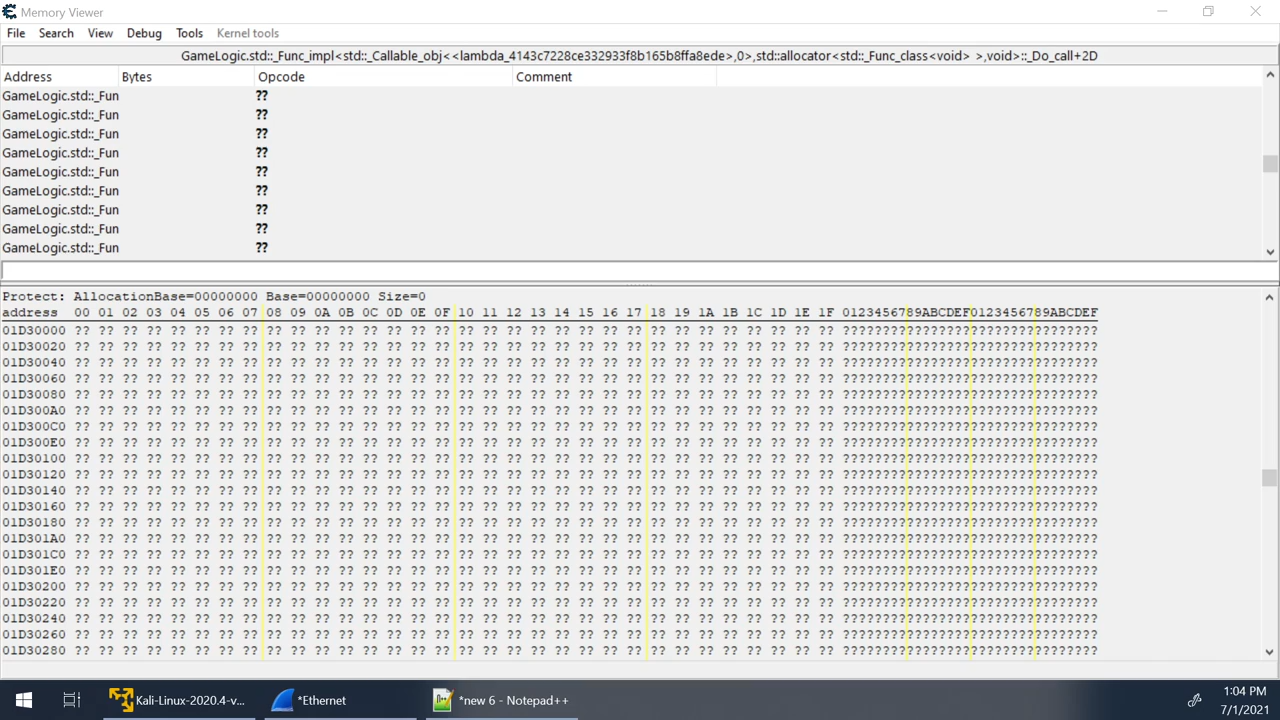 Memory Viewer
File Search View Debug Tools Kernel tools
GameLogic.std::_Func_impl<std::_Callable_obj<<lambda_4143c7228ce332933f8b165b8ffa8ede>,0>,std::allocator<std::_Func_class<void> >,void>::_Do_call+2D
Address Bytes Opcode Comment
GameLogic.std::_Fun ??
GameLogic.std::_Fun ??
GameLogic.std::_Fun ??
GameLogic.std::_Fun ??
GameLogic.std::_Fun ??
GameLogic.std::_Fun ??
GameLogic.std::_Fun ??
GameLogic.std::_Fun ??
GameLogic.std::_Fun ??
Protect: AllocationBase=00000000 Base=00000000 Size=0
address 00 01 02 03 04 05 06 07 08 09 0A 0B 0C 0D 0E 0F 10 11 12 13 14 15 16 17 18 19 1A 1B 1C 1D 1E 1F 0123456789ABCDEF0123456789ABCDEF
01D30000 ?? ?? ?? ?? ?? ?? ?? ?? ?? ?? ?? ?? ?? ?? ?? ?? ?? ?? ?? ?? ?? ?? ?? ?? ?? ?? ?? ?? ?? ?? ?? ?? ????????????????????????????????
01D30020 ?? ?? ?? ?? ?? ?? ?? ?? ?? ?? ?? ?? ?? ?? ?? ?? ?? ?? ?? ?? ?? ?? ?? ?? ?? ?? ?? ?? ?? ?? ?? ?? ????????????????????????????????
01D30040 ?? ?? ?? ?? ?? ?? ?? ?? ?? ?? ?? ?? ?? ?? ?? ?? ?? ?? ?? ?? ?? ?? ?? ?? ?? ?? ?? ?? ?? ?? ?? ?? ????????????????????????????????
01D30060 ?? ?? ?? ?? ?? ?? ?? ?? ?? ?? ?? ?? ?? ?? ?? ?? ?? ?? ?? ?? ?? ?? ?? ?? ?? ?? ?? ?? ?? ?? ?? ?? ????????????????????????????????
01D30080 ?? ?? ?? ?? ?? ?? ?? ?? ?? ?? ?? ?? ?? ?? ?? ?? ?? ?? ?? ?? ?? ?? ?? ?? ?? ?? ?? ?? ?? ?? ?? ?? ????????????????????????????????
01D300A0 ?? ?? ?? ?? ?? ?? ?? ?? ?? ?? ?? ?? ?? ?? ?? ?? ?? ?? ?? ?? ?? ?? ?? ?? ?? ?? ?? ?? ?? ?? ?? ?? ????????????????????????????????
01D300C0 ?? ?? ?? ?? ?? ?? ?? ?? ?? ?? ?? ?? ?? ?? ?? ?? ?? ?? ?? ?? ?? ?? ?? ?? ?? ?? ?? ?? ?? ?? ?? ?? ????????????????????????????????
01D300E0 ?? ?? ?? ?? ?? ?? ?? ?? ?? ?? ?? ?? ?? ?? ?? ?? ?? ?? ?? ?? ?? ?? ?? ?? ?? ?? ?? ?? ?? ?? ?? ?? ????????????????????????????????
01D30100 ?? ?? ?? ?? ?? ?? ?? ?? ?? ?? ?? ?? ?? ?? ?? ?? ?? ?? ?? ?? ?? ?? ?? ?? ?? ?? ?? ?? ?? ?? ?? ?? ????????????????????????????????
01D30120 ?? ?? ?? ?? ?? ?? ?? ?? ?? ?? ?? ?? ?? ?? ?? ?? ?? ?? ?? ?? ?? ?? ?? ?? ?? ?? ?? ?? ?? ?? ?? ?? ????????????????????????????????
01D30140 ?? ?? ?? ?? ?? ?? ?? ?? ?? ?? ?? ?? ?? ?? ?? ?? ?? ?? ?? ?? ?? ?? ?? ?? ?? ?? ?? ?? ?? ?? ?? ?? ????????????????????????????????
01D30160 ?? ?? ?? ?? ?? ?? ?? ?? ?? ?? ?? ?? ?? ?? ?? ?? ?? ?? ?? ?? ?? ?? ?? ?? ?? ?? ?? ?? ?? ?? ?? ?? ????????????????????????????????
01D30180 ?? ?? ?? ?? ?? ?? ?? ?? ?? ?? ?? ?? ?? ?? ?? ?? ?? ?? ?? ?? ?? ?? ?? ?? ?? ?? ?? ?? ?? ?? ?? ?? ????????????????????????????????
01D301A0 ?? ?? ?? ?? ?? ?? ?? ?? ?? ?? ?? ?? ?? ?? ?? ?? ?? ?? ?? ?? ?? ?? ?? ?? ?? ?? ?? ?? ?? ?? ?? ?? ????????????????????????????????
01D301C0 ?? ?? ?? ?? ?? ?? ?? ?? ?? ?? ?? ?? ?? ?? ?? ?? ?? ?? ?? ?? ?? ?? ?? ?? ?? ?? ?? ?? ?? ?? ?? ?? ????????????????????????????????
01D301E0 ?? ?? ?? ?? ?? ?? ?? ?? ?? ?? ?? ?? ?? ?? ?? ?? ?? ?? ?? ?? ?? ?? ?? ?? ?? ?? ?? ?? ?? ?? ?? ?? ????????????????????????????????
01D30200 ?? ?? ?? ?? ?? ?? ?? ?? ?? ?? ?? ?? ?? ?? ?? ?? ?? ?? ?? ?? ?? ?? ?? ?? ?? ?? ?? ?? ?? ?? ?? ?? ????????????????????????????????
01D30220 ?? ?? ?? ?? ?? ?? ?? ?? ?? ?? ?? ?? ?? ?? ?? ?? ?? ?? ?? ?? ?? ?? ?? ?? ?? ?? ?? ?? ?? ?? ?? ?? ????????????????????????????????
01D30240 ?? ?? ?? ?? ?? ?? ?? ?? ?? ?? ?? ?? ?? ?? ?? ?? ?? ?? ?? ?? ?? ?? ?? ?? ?? ?? ?? ?? ?? ?? ?? ?? ????????????????????????????????
01D30260 ?? ?? ?? ?? ?? ?? ?? ?? ?? ?? ?? ?? ?? ?? ?? ?? ?? ?? ?? ?? ?? ?? ?? ?? ?? ?? ?? ?? ?? ?? ?? ?? ????????????????????????????????
01D30280 ?? ?? ?? ?? ?? ?? ?? ?? ?? ?? ?? ?? ?? ?? ?? ?? ?? ?? ?? ?? ?? ?? ?? ?? ?? ?? ?? ?? ?? ?? ?? ?? ????????????????????????????????
Kali-Linux-2020.4-v... *Ethernet *new 6 - Notepad++ 1:04 PM
7/1/2021